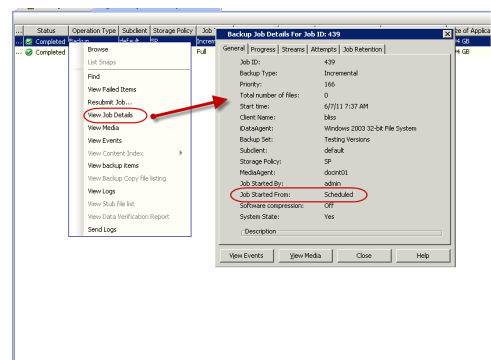 ... Status Operation Type Subclient Storage Policy Job
... Completed Backup default SP Increm 4 GB
... Completed Full 4 GB
ze of Applica
Browse
List Snaps
Find
View Failed Items
Resubmit Job...
View Job Details
View Media
View Events
View Content Index
View backup items
View Backup Copy file listing
View Logs
View Stub file list
View Data Verification Report
Send Logs
Backup Job Details For Job ID: 439
General Progress Streams Attempts Job Retention
Job ID: 439
Backup Type: Incremental
Priority: 166
Total number of files: 0
Start time: 6/7/11 7:37 AM
Client Name: bliss
iDataAgent: Windows 2003 32-bit File System
Backup Set: Testing Versions
Subclient: default
Storage Policy: SP
MediaAgent: docint01
Job Started By: admin
Job Started From: Scheduled
Software compression: Off
System State: Yes
Description
View Events View Media Close Help